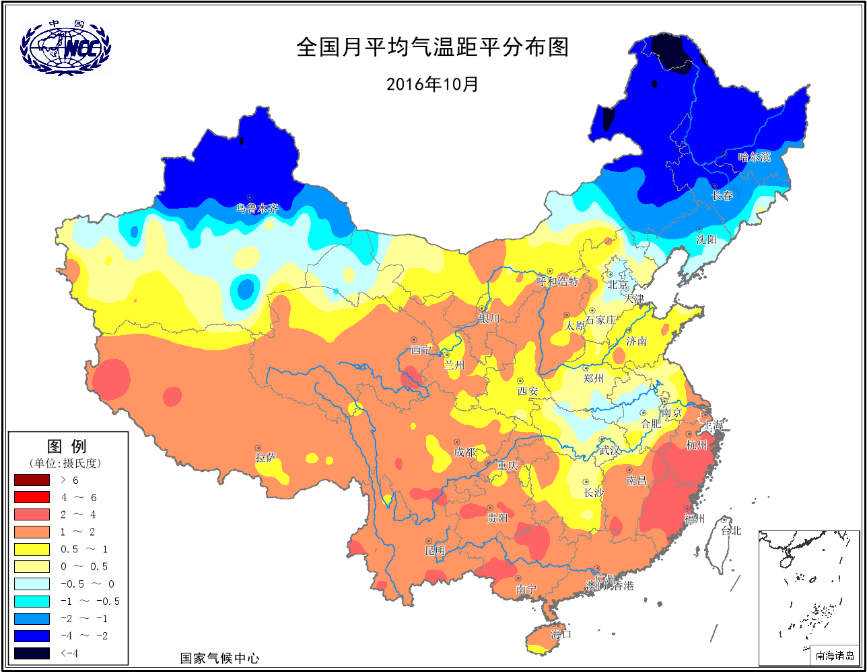 中国
NCC
全国月平均气温距平分布图
2016年10月
哈尔滨
长春
乌鲁木齐
沈阳
呼和浩特
北京
天津
银川
石家庄
太原
济南
西宁
兰州
郑州
西安
南京
合肥
上海
武汉
杭州
拉萨
成都
重庆
南昌
长沙
贵阳
福州
台北
昆明
广州
南宁
澳门
香港
海口
图 例
(单位:摄氏度)
> 6
4 ~ 6
2 ~ 4
1 ~ 2
0.5 ~ 1
0 ~ 0.5
-0.5 ~ 0
-1 ~ -0.5
-2 ~ -1
-4 ~ -2
<-4
国家气候中心
南海诸岛